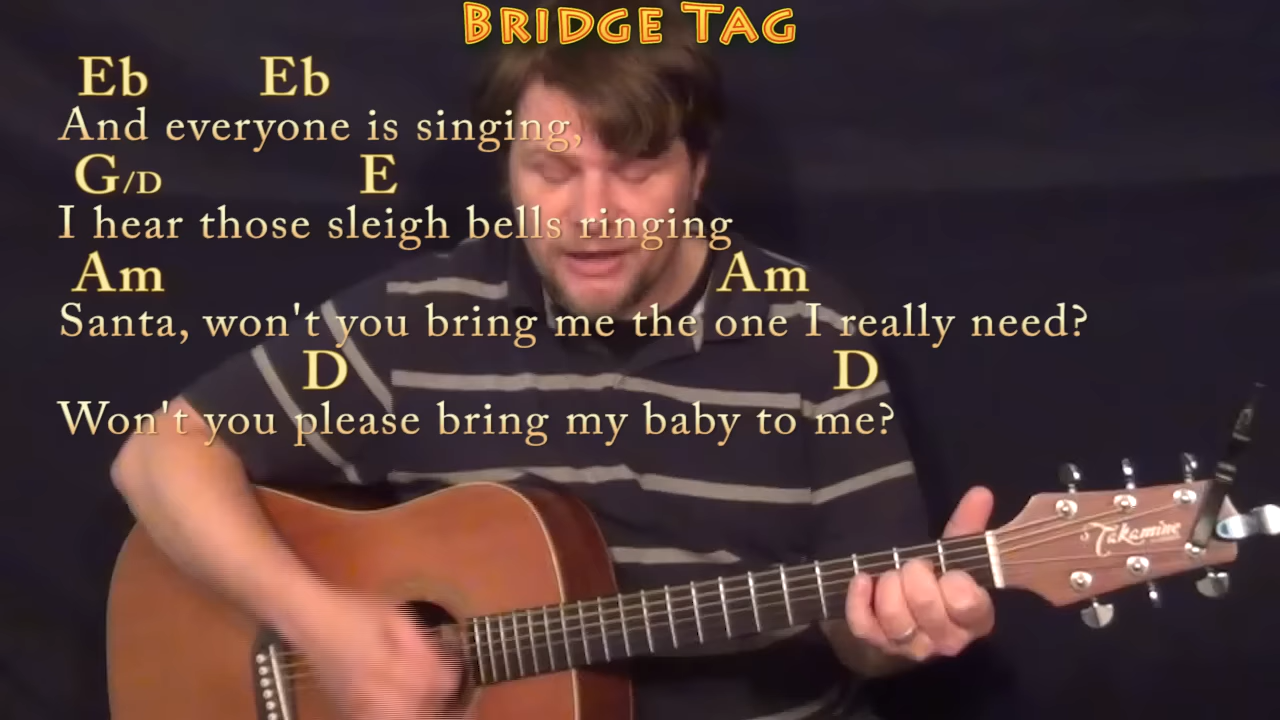 BRIDGE TAG
Eb Eb
And everyone is singing,
G/D E
I hear those sleigh bells ringing
Am Am
Santa, won't you bring me the one I really need?
D D
Won't you please bring my baby to me?
Takamine